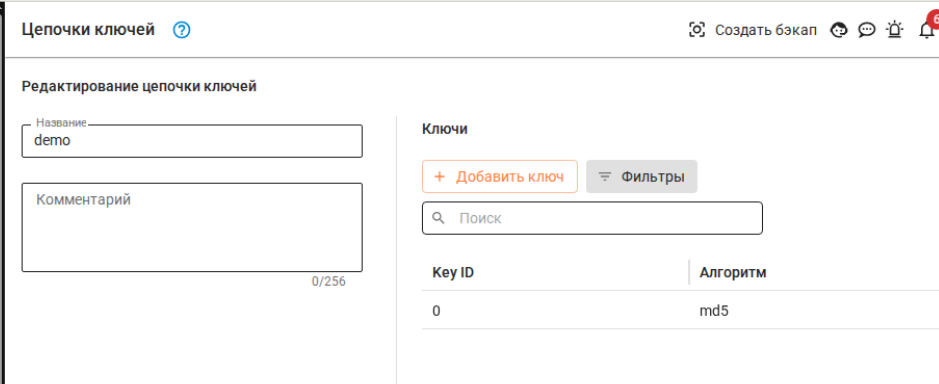 Цепочки ключей
Создать бэкап
Редактирование цепочки ключей
Название
demo
Комментарий
0/256
Ключи
+ Добавить ключ
Фильтры
Поиск
Key ID Алгоритм
0 md5